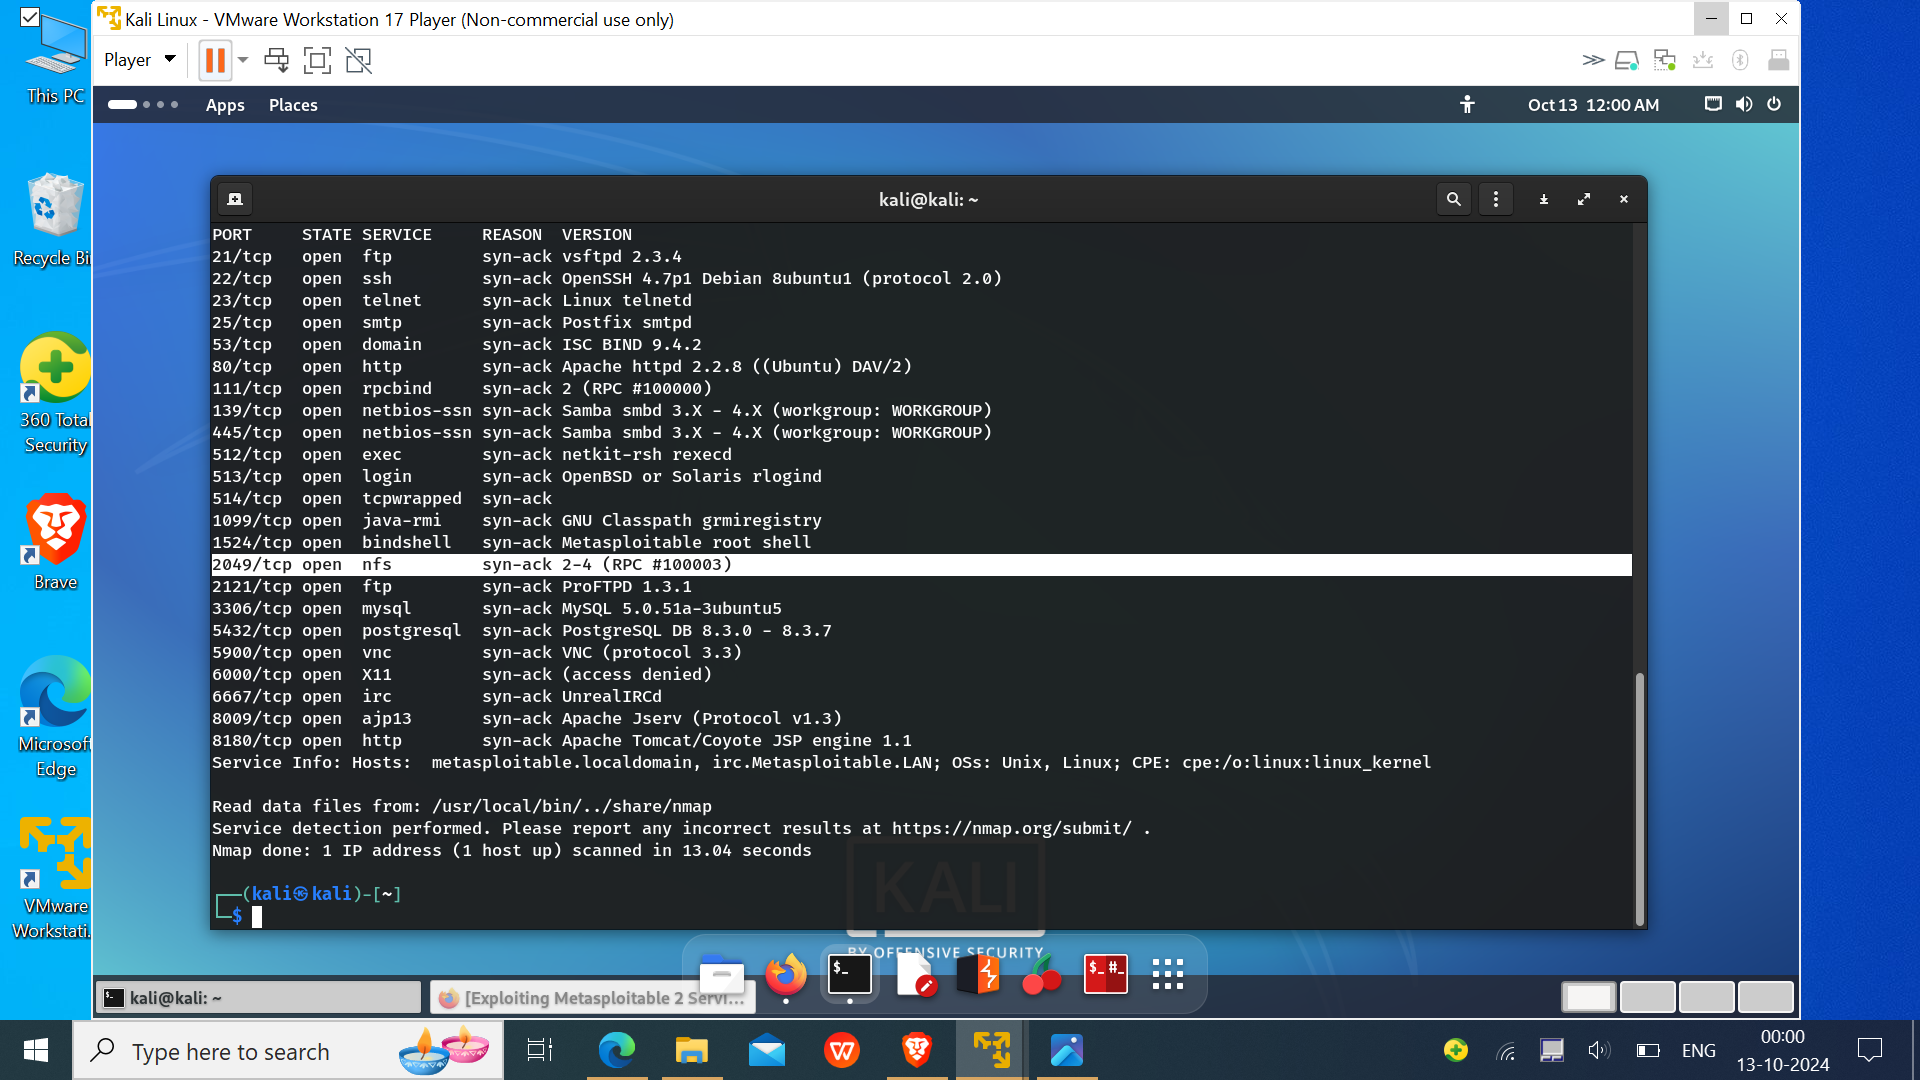 Kali Linux - VMware Workstation 17 Player (Non-commercial use only)
Player
Apps Places
Oct 13 12:00 AM
This PC
Recycle Bi
360 Total
Security
Brave
Microsoft
Edge
VMware
Workstati...
kali@kali: ~
PORT STATE SERVICE REASON VERSION
21/tcp open ftp syn-ack vsftpd 2.3.4
22/tcp open ssh syn-ack OpenSSH 4.7p1 Debian 8ubuntu1 (protocol 2.0)
23/tcp open telnet syn-ack Linux telnetd
25/tcp open smtp syn-ack Postfix smtpd
53/tcp open domain syn-ack ISC BIND 9.4.2
80/tcp open http syn-ack Apache httpd 2.2.8 ((Ubuntu) DAV/2)
111/tcp open rpcbind syn-ack 2 (RPC #100000)
139/tcp open netbios-ssn syn-ack Samba smbd 3.X - 4.X (workgroup: WORKGROUP)
445/tcp open netbios-ssn syn-ack Samba smbd 3.X - 4.X (workgroup: WORKGROUP)
512/tcp open exec syn-ack netkit-rsh rexecd
513/tcp open login syn-ack OpenBSD or Solaris rlogind
514/tcp open tcpwrapped syn-ack
1099/tcp open java-rmi syn-ack GNU Classpath grmiregistry
1524/tcp open bindshell syn-ack Metasploitable root shell
2049/tcp open nfs syn-ack 2-4 (RPC #100003)
2121/tcp open ftp syn-ack ProFTPD 1.3.1
3306/tcp open mysql syn-ack MySQL 5.0.51a-3ubuntu5
5432/tcp open postgresql syn-ack PostgreSQL DB 8.3.0 - 8.3.7
5900/tcp open vnc syn-ack VNC (protocol 3.3)
6000/tcp open X11 syn-ack (access denied)
6667/tcp open irc syn-ack UnrealIRCd
8009/tcp open ajp13 syn-ack Apache Jserv (Protocol v1.3)
8180/tcp open http syn-ack Apache Tomcat/Coyote JSP engine 1.1
Service Info: Hosts: metasploitable.localdomain, irc.Metasploitable.LAN; OSs: Unix, Linux; CPE: cpe:/o:linux:linux_kernel
Read data files from: /usr/local/bin/../share/nmap
Service detection performed. Please report any incorrect results at https://nmap.org/submit/ .
Nmap done: 1 IP address (1 host up) scanned in 13.04 seconds
┌──(kali㉿kali)-[~]
└─$
KALI
BY OFFENSIVE SECURITY
$_
$_ #_
kali@kali: ~
[Exploiting Metasploitable 2 Servi...
Type here to search
ENG
00:00
13-10-2024